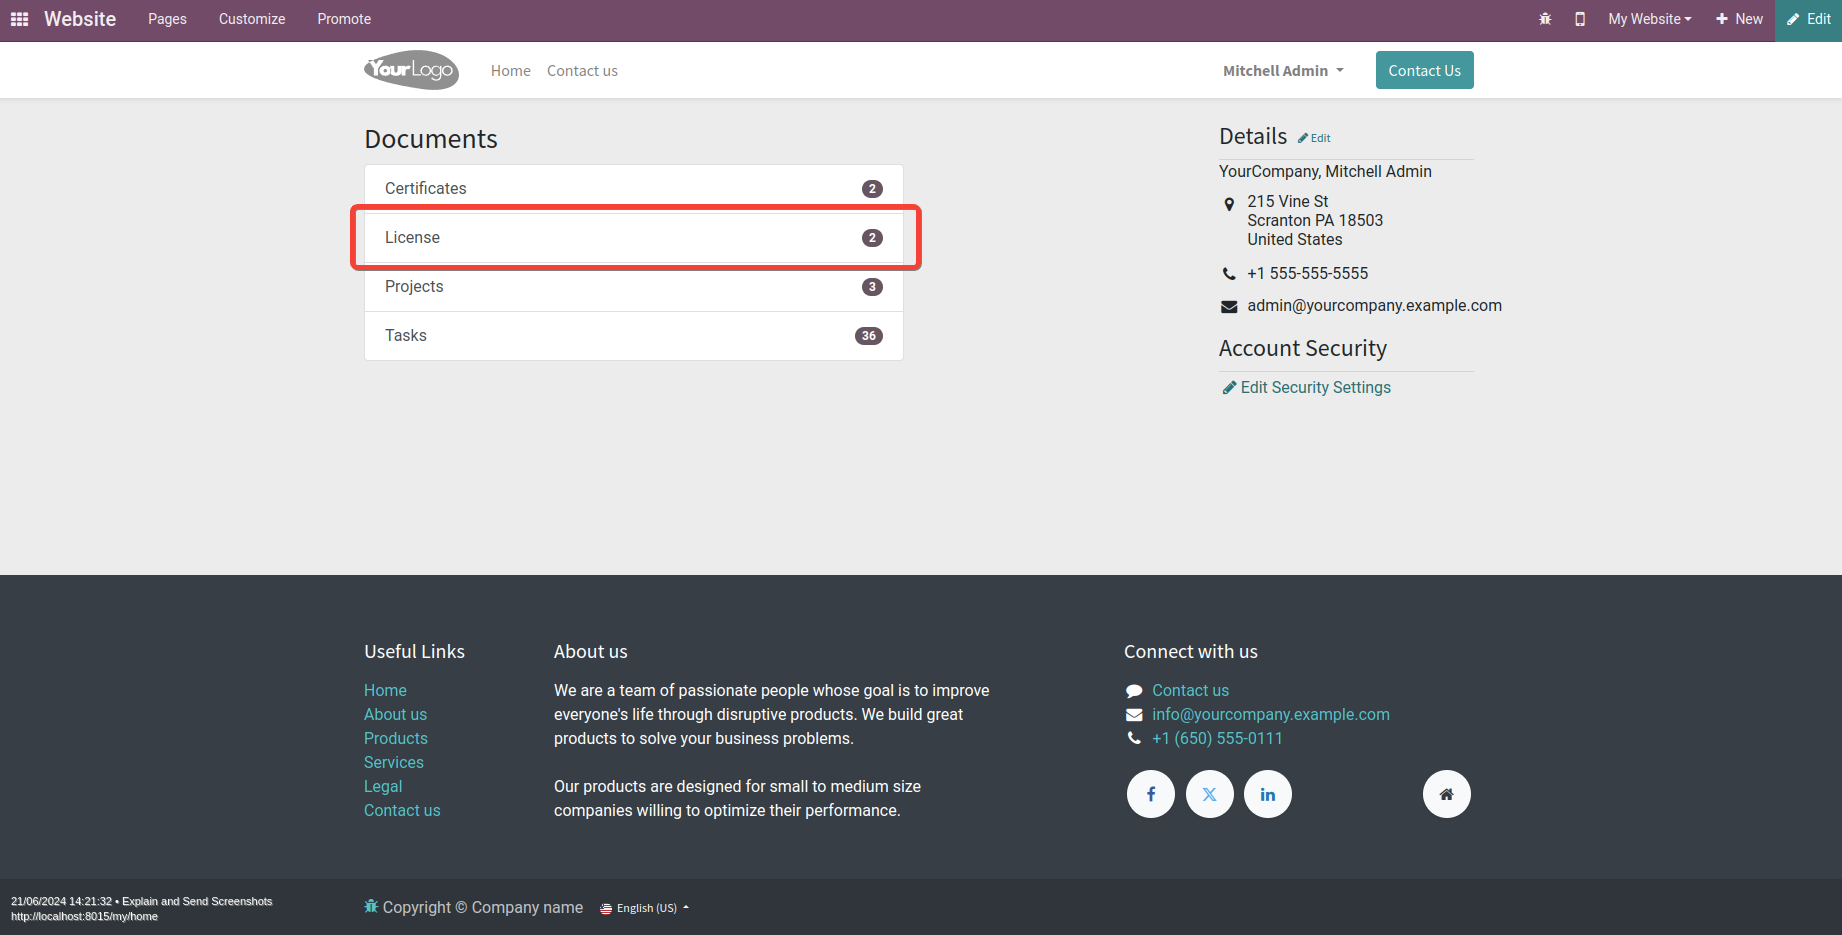 Website Pages Customize Promote My Website New Edit
YourLogo Home Contact us Mitchell Admin Contact Us
Documents
Certificates 2
License 2
Projects 3
Tasks 36
Details Edit
YourCompany, Mitchell Admin
215 Vine St
Scranton PA 18503
United States
+1 555-555-5555
admin@yourcompany.example.com
Account Security
Edit Security Settings
Useful Links
Home
About us
Products
Services
Legal
Contact us
About us
We are a team of passionate people whose goal is to improve
everyone's life through disruptive products. We build great
products to solve your business problems.
Our products are designed for small to medium size
companies willing to optimize their performance.
Connect with us
Contact us
info@yourcompany.example.com
+1 (650) 555-0111
21/06/2024 14:21:32 • Explain and Send Screenshots
http://localhost:8015/my/home
Copyright © Company name English (US)